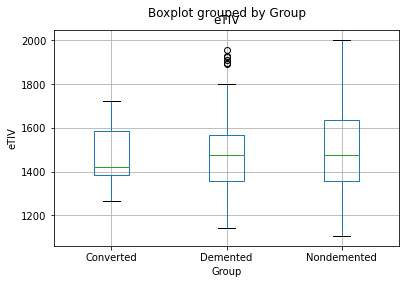 Boxplot grouped by Group
eTIV
2000
1800
1600
1400
1200
eTIV
Converted
Demented
Nondemented
Group